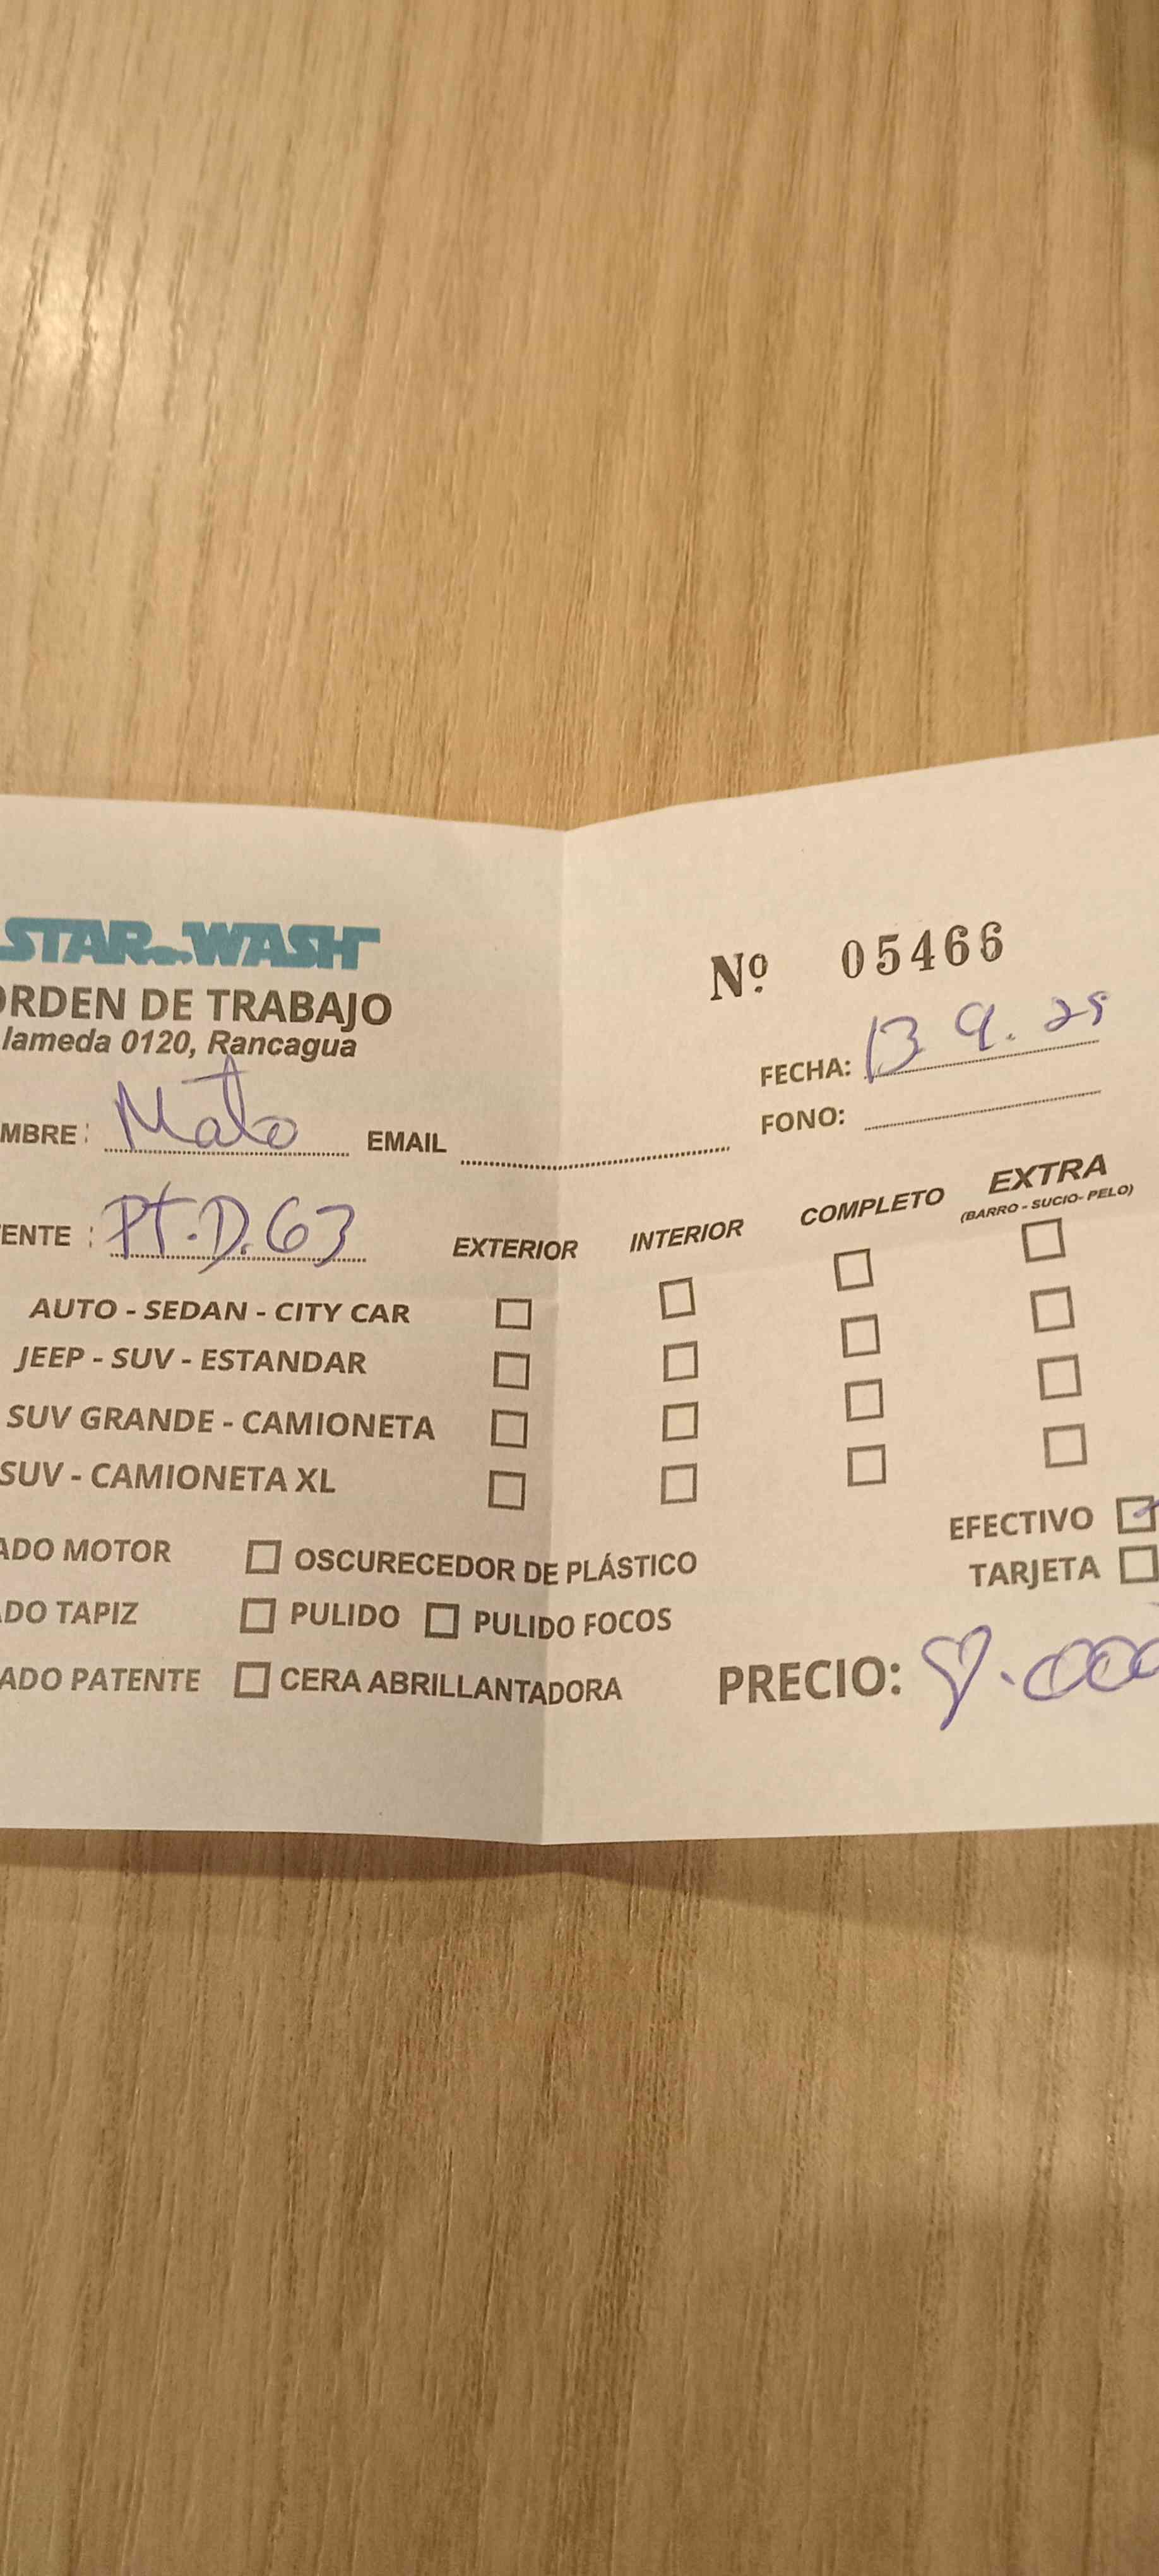 STAR WASH
ORDEN DE TRABAJO
lameda 0120, Rancagua
Nº 05466
FECHA: 13 9. 25
FONO:
MBRE: Mato EMAIL
ENTE: Pt.D.63
EXTERIOR INTERIOR COMPLETO EXTRA
(BARRO - SUCIO- PELO)
AUTO - SEDAN - CITY CAR
JEEP - SUV - ESTANDAR
SUV GRANDE - CAMIONETA
SUV - CAMIONETA XL
EFECTIVO
TARJETA
ADO MOTOR OSCURECEDOR DE PLÁSTICO
ADO TAPIZ PULIDO PULIDO FOCOS
ADO PATENTE CERA ABRILLANTADORA
PRECIO: .000